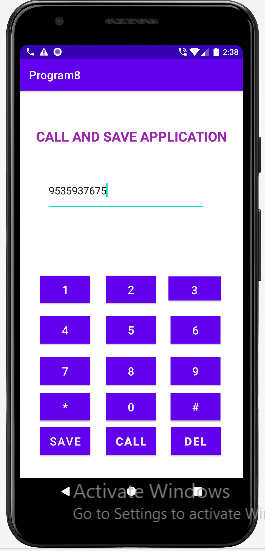 2:38
Program8
CALL AND SAVE APPLICATION
9535937675
1 2 3
4 5 6
7 8 9
* 0 #
SAVE CALL DEL
Activate Windows
Go to Settings to activate Wi